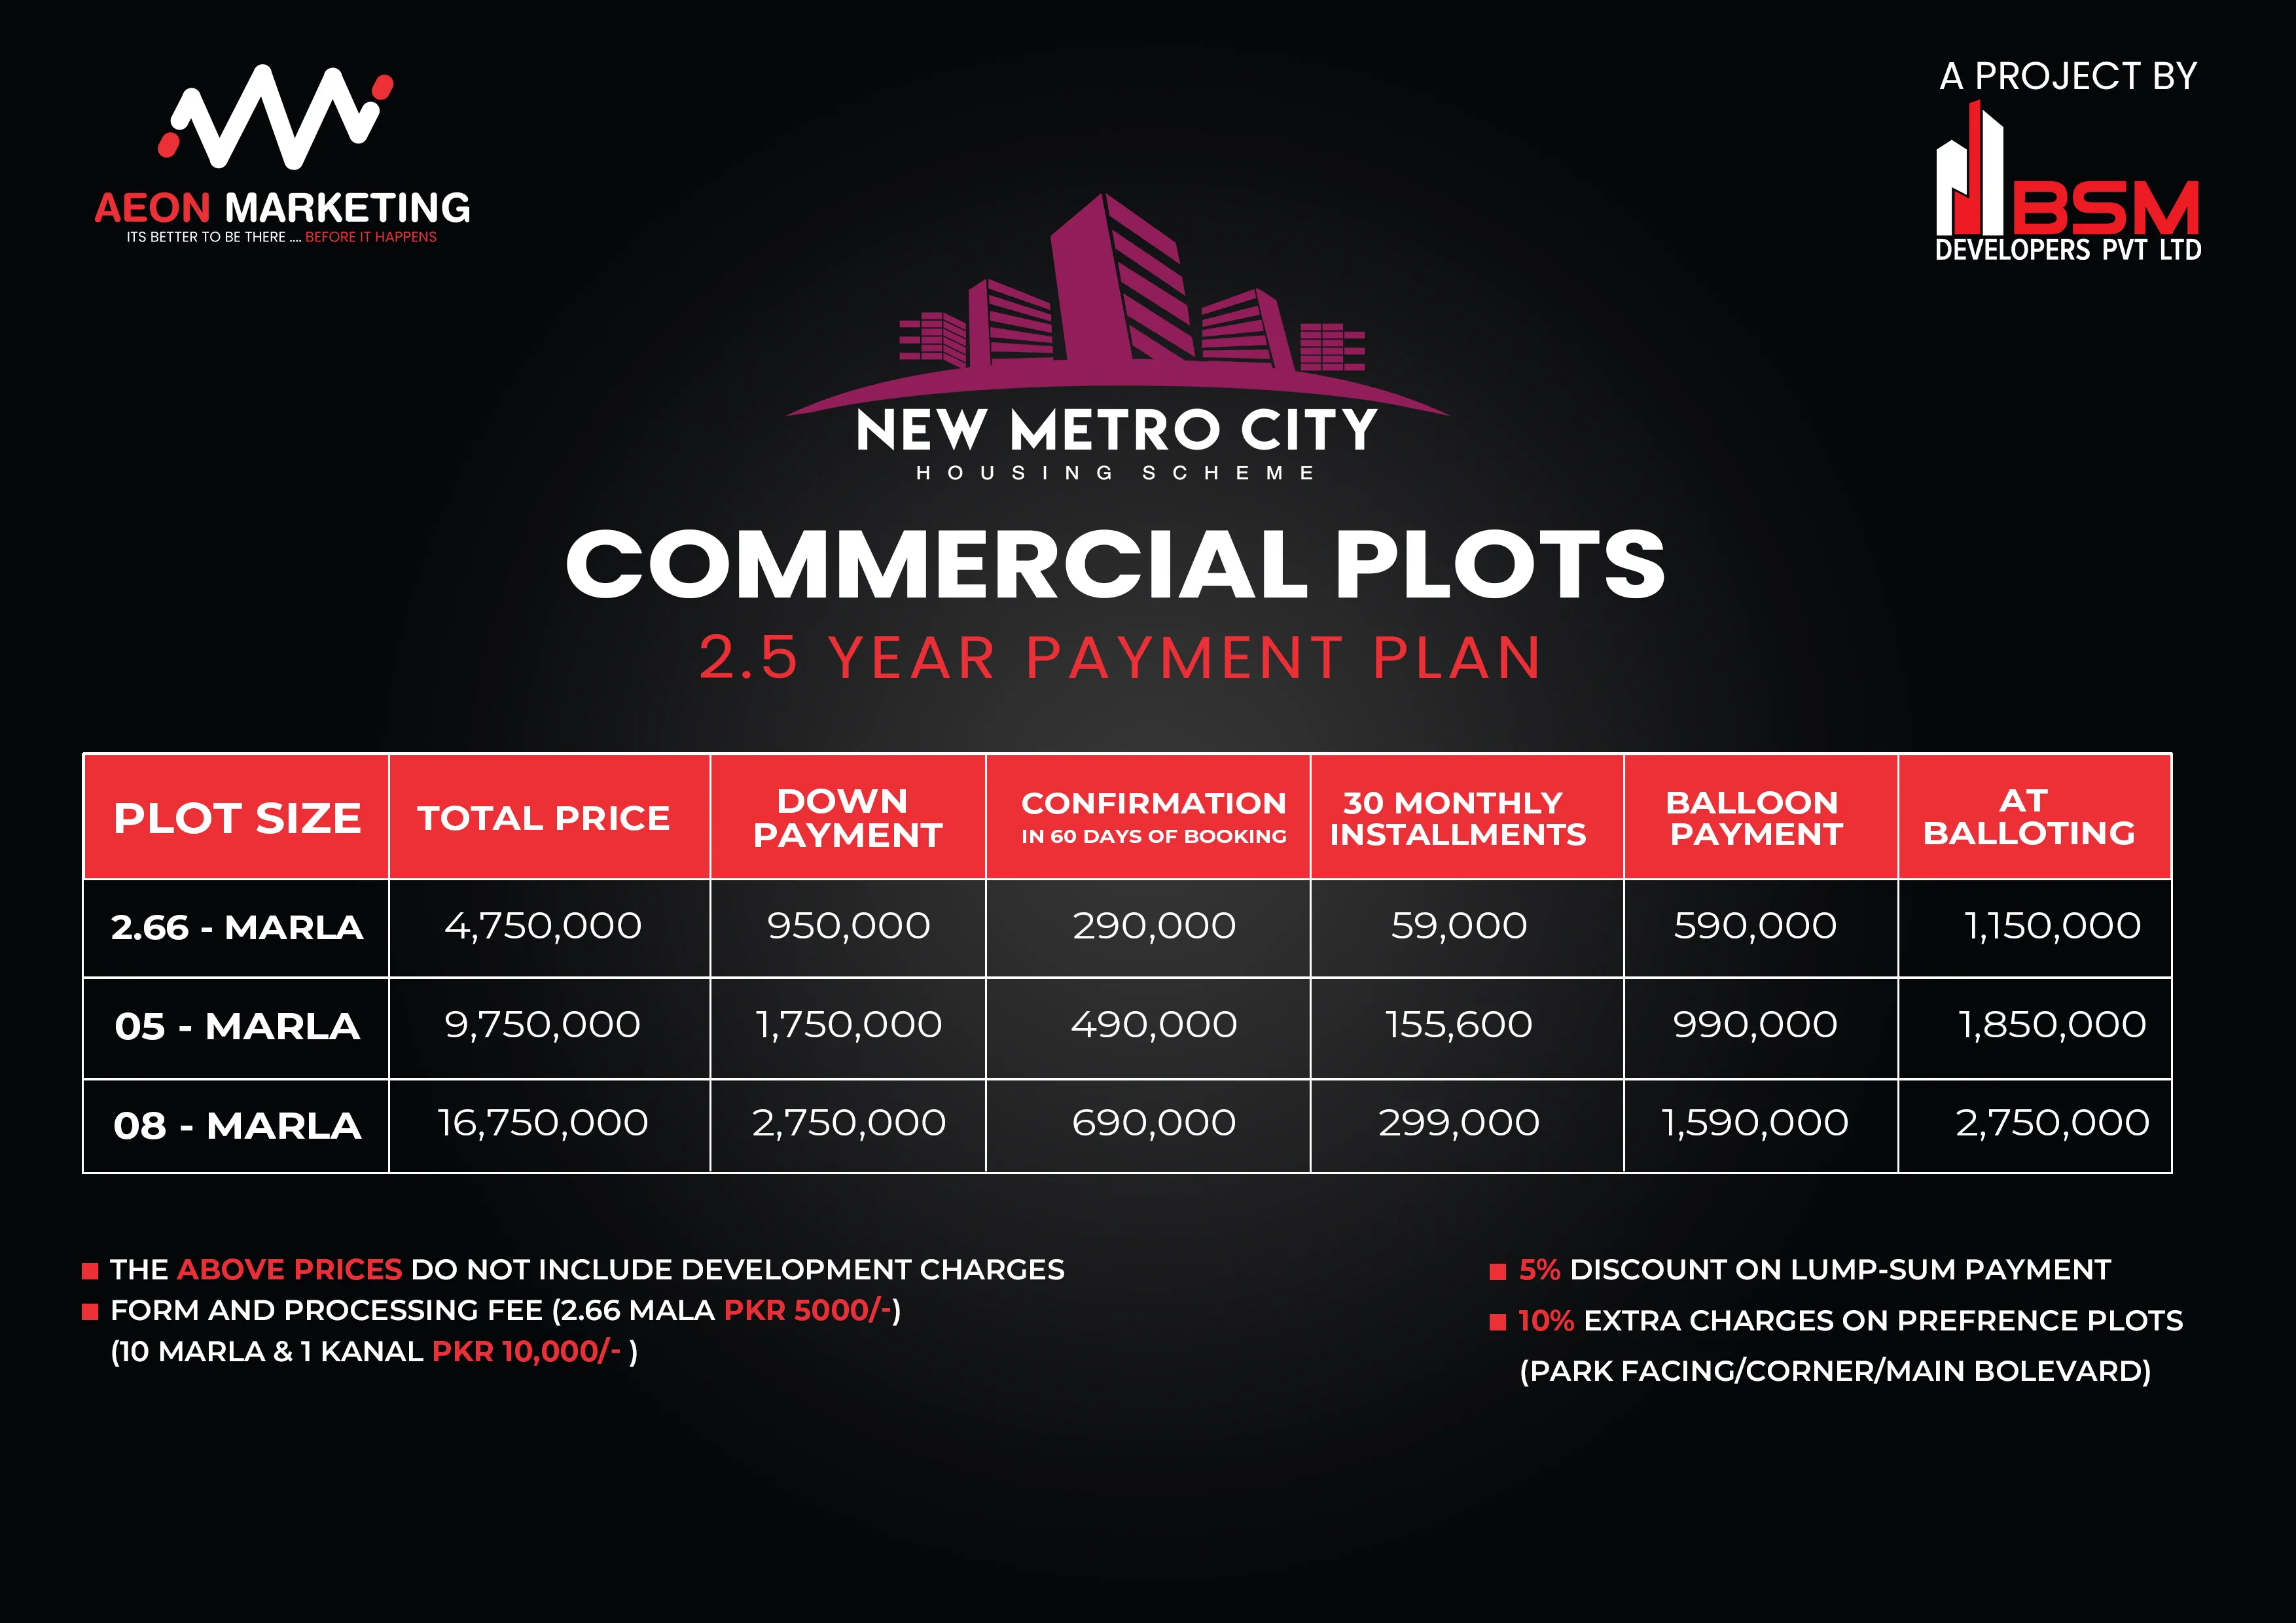 AEON MARKETING
ITS BETTER TO BE THERE .... BEFORE IT HAPPENS
A PROJECT BY
BSM
DEVELOPERS PVT LTD
NEW METRO CITY
HOUSING SCHEME
COMMERCIAL PLOTS
2.5 YEAR PAYMENT PLAN
PLOT SIZE
TOTAL PRICE
DOWN
PAYMENT
CONFIRMATION
IN 60 DAYS OF BOOKING
30 MONTHLY
INSTALLMENTS
BALLOON
PAYMENT
AT
BALLOTING
2.66 - MARLA 4,750,000 950,000 290,000 59,000 590,000 1,150,000
05 - MARLA 9,750,000 1,750,000 490,000 155,600 990,000 1,850,000
08 - MARLA 16,750,000 2,750,000 690,000 299,000 1,590,000 2,750,000
THE ABOVE PRICES DO NOT INCLUDE DEVELOPMENT CHARGES
FORM AND PROCESSING FEE (2.66 MALA PKR 5000/-)
(10 MARLA & 1 KANAL PKR 10,000/- )
5% DISCOUNT ON LUMP-SUM PAYMENT
10% EXTRA CHARGES ON PREFRENCE PLOTS
(PARK FACING/CORNER/MAIN BOLEVARD)